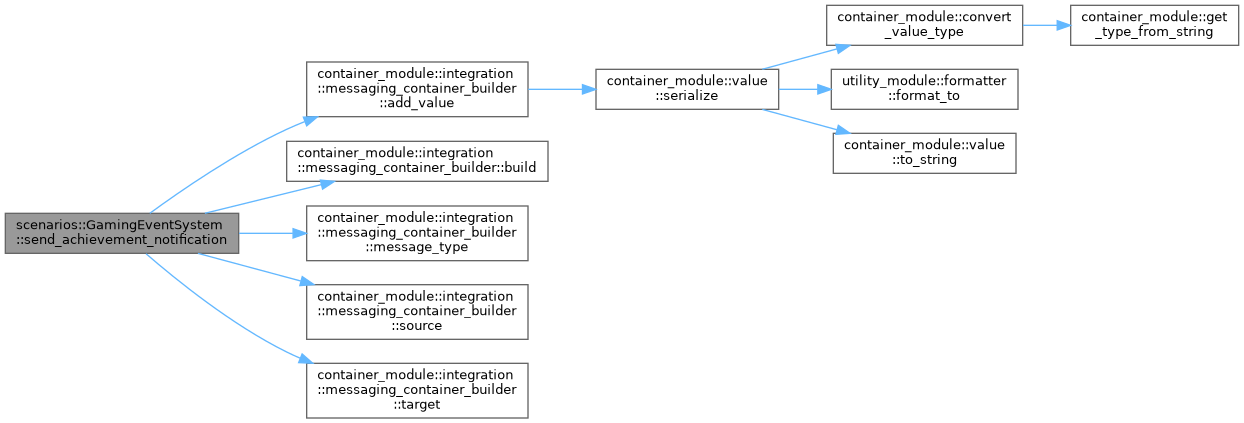 scenarios::GamingEventSystem
::send_achievement_notification
container_module::integration
::messaging_container_builder
::add_value
container_module::integration
::messaging_container_builder::build
container_module::integration
::messaging_container_builder
::message_type
container_module::integration
::messaging_container_builder
::source
container_module::integration
::messaging_container_builder
::target
container_module::value
::serialize
container_module::convert
_value_type
utility_module::formatter
::format_to
container_module::value
::to_string
container_module::get
_type_from_string